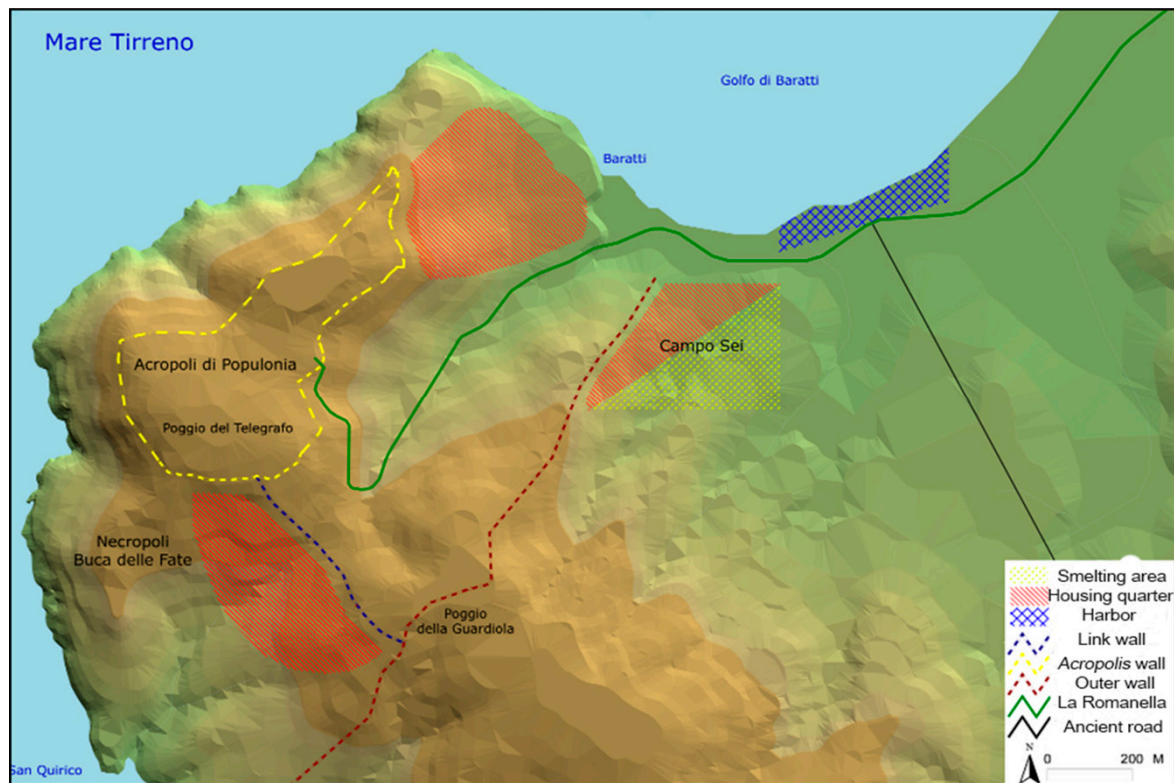 Mare Tirreno
Golfo di Baratti
Baratti
Campo Sei
Acropoli di Populonia
Poggio del Telegrafo
Necropoli
Buca delle Fate
Poggio
della Guardiola
San Quirico
Smelting area
Housing quarter
Harbor
Link wall
Acropolis wall
Outer wall
La Romanella
Ancient road
N
0 200 M